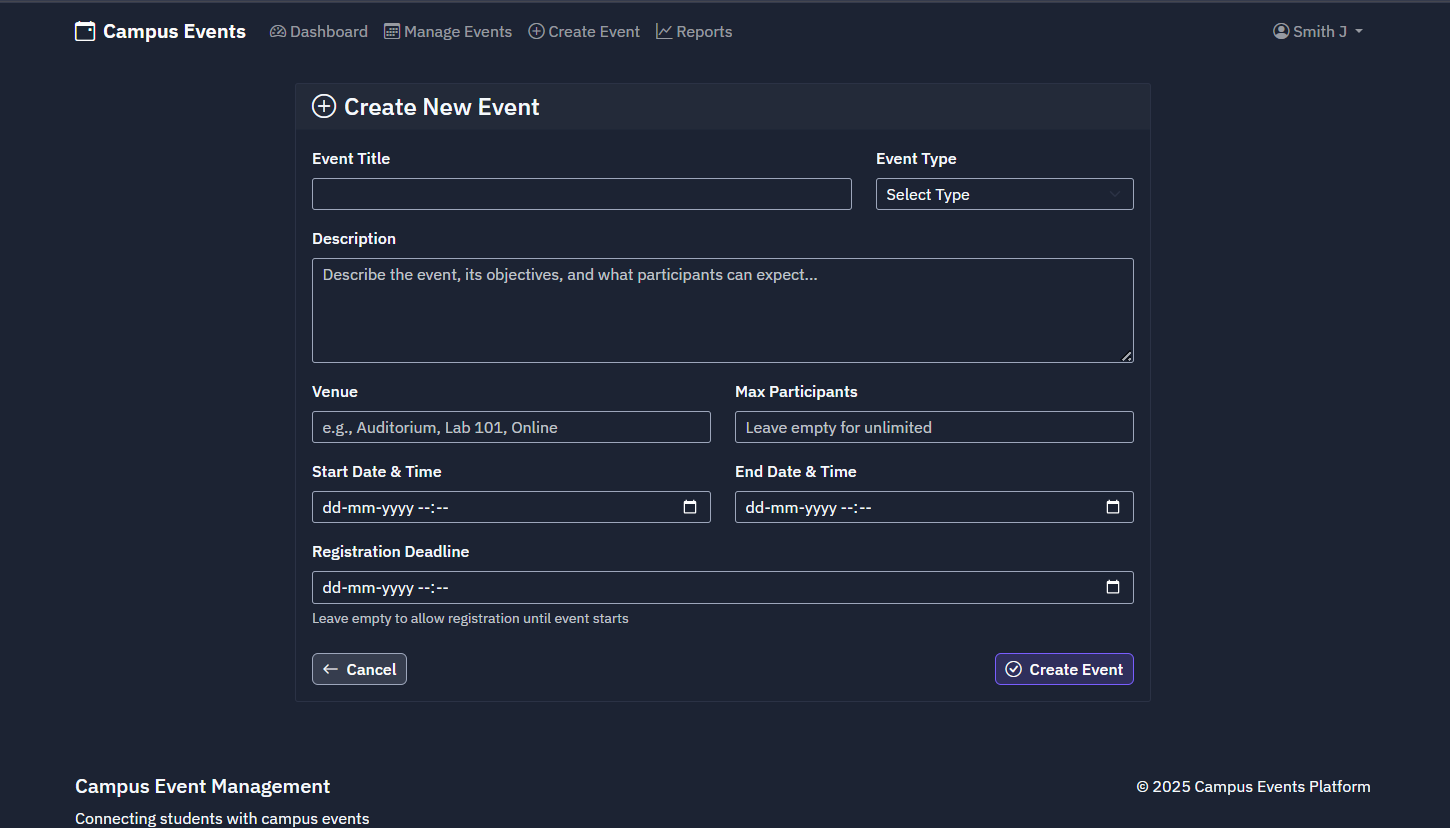 Campus Events Dashboard Manage Events Create Event Reports Smith J
Create New Event
Event Title Event Type
Select Type
Description
Describe the event, its objectives, and what participants can expect...
Venue Max Participants
e.g., Auditorium, Lab 101, Online Leave empty for unlimited
Start Date & Time End Date & Time
dd-mm-yyyy --:-- dd-mm-yyyy --:--
Registration Deadline
dd-mm-yyyy --:--
Leave empty to allow registration until event starts
Cancel Create Event
Campus Event Management © 2025 Campus Events Platform
Connecting students with campus events